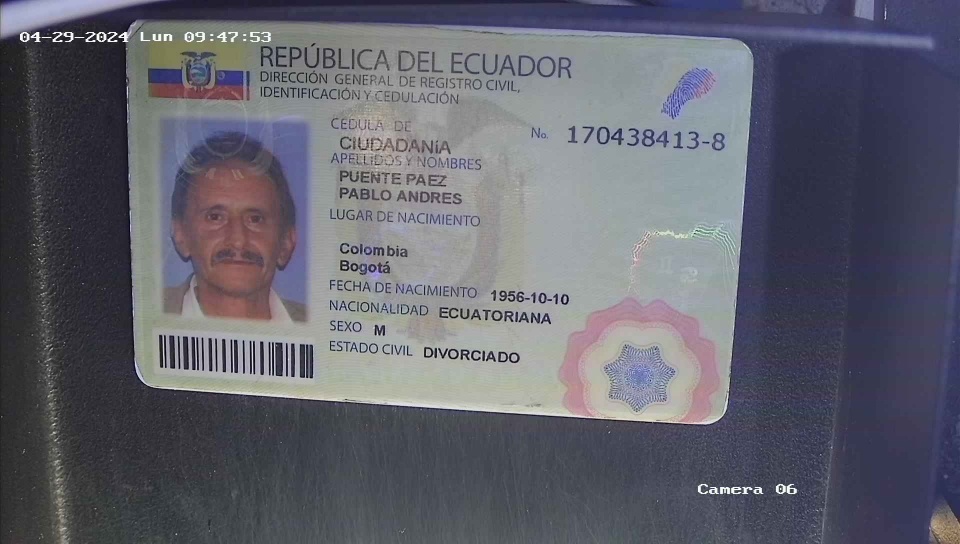 04-29-2024 Lun 09:47:53
REPÚBLICA DEL ECUADOR
DIRECCIÓN GENERAL DE REGISTRO CIVIL,
IDENTIFICACIÓN Y CEDULACIÓN
CÉDULA DE
CIUDADANÍA
No. 170438413-8
APELLIDOS Y NOMBRES
PUENTE PAEZ
PABLO ANDRES
LUGAR DE NACIMIENTO
Colombia
Bogotá
FECHA DE NACIMIENTO 1956-10-10
NACIONALIDAD ECUATORIANA
SEXO M
ESTADO CIVIL DIVORCIADO
Camera 06